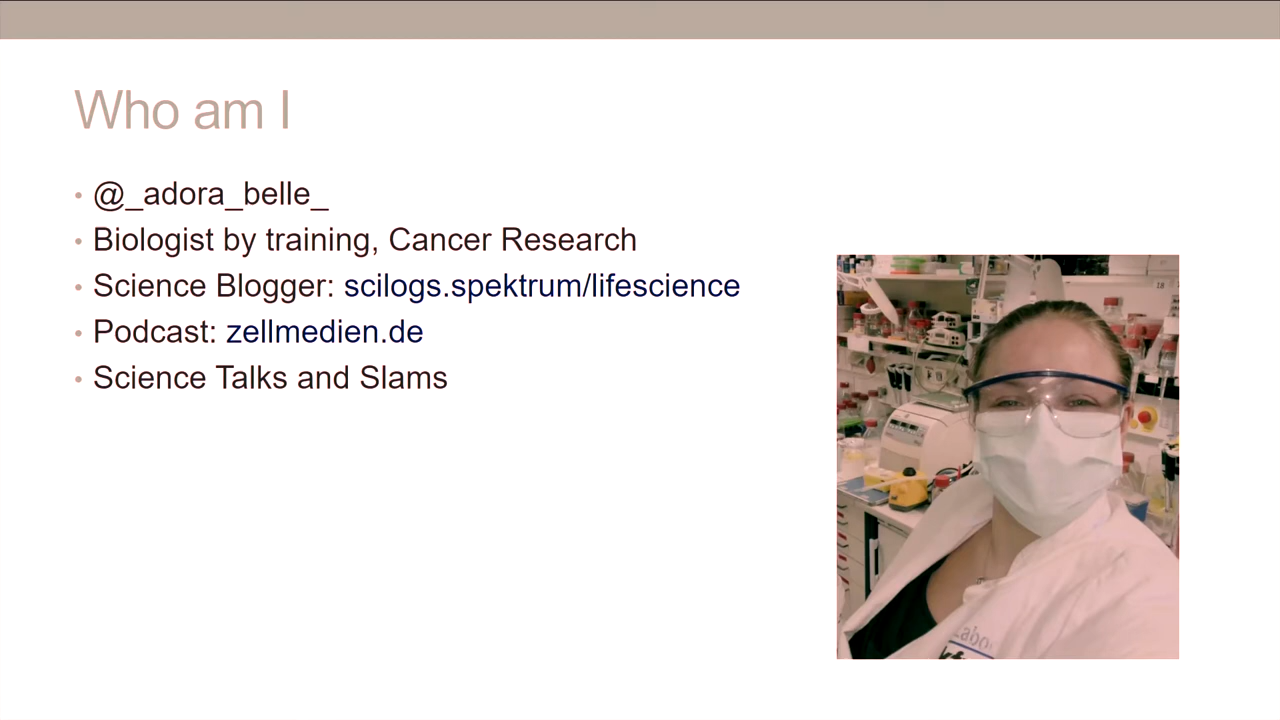 Who am I
• @_adora_belle_
• Biologist by training, Cancer Research
• Science Blogger: scilogs.spektrum/lifescience
• Podcast: zellmedien.de
• Science Talks and Slams
18